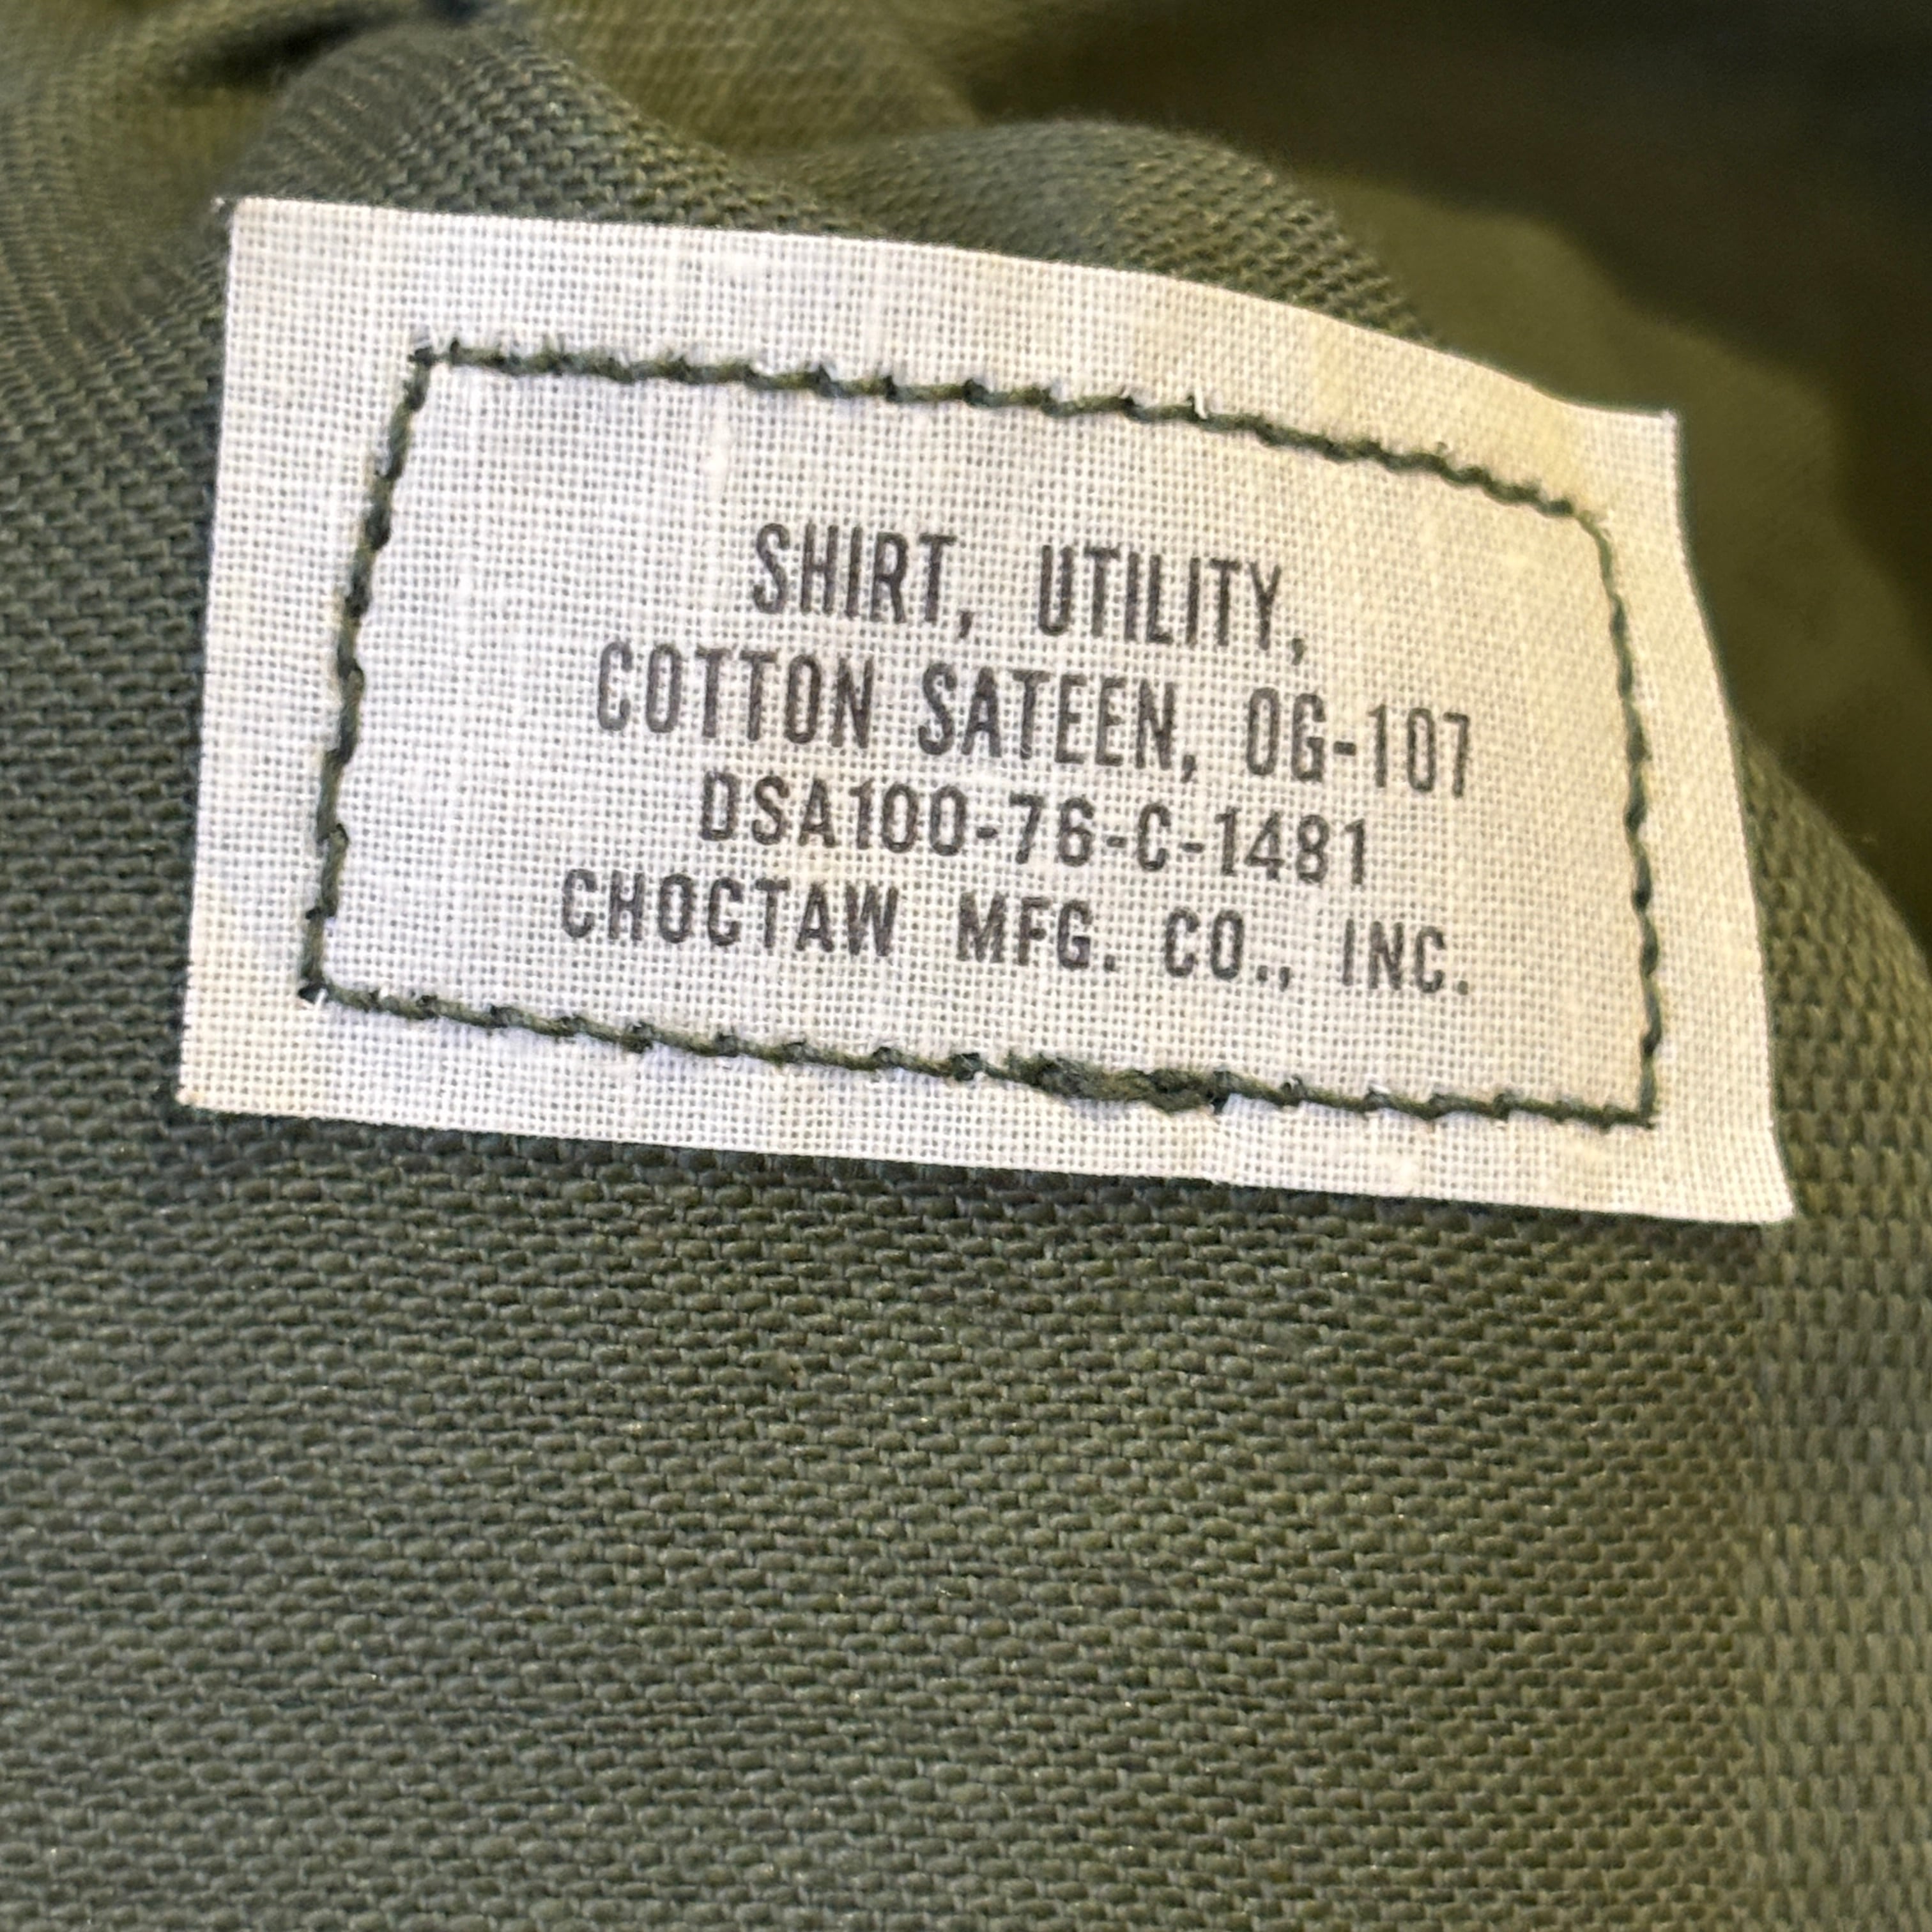 SHIRT, UTILITY,
COTTON SATEEN, OG-107
DSA100-76-C-1481
CHOCTAW MFG. CO., INC.